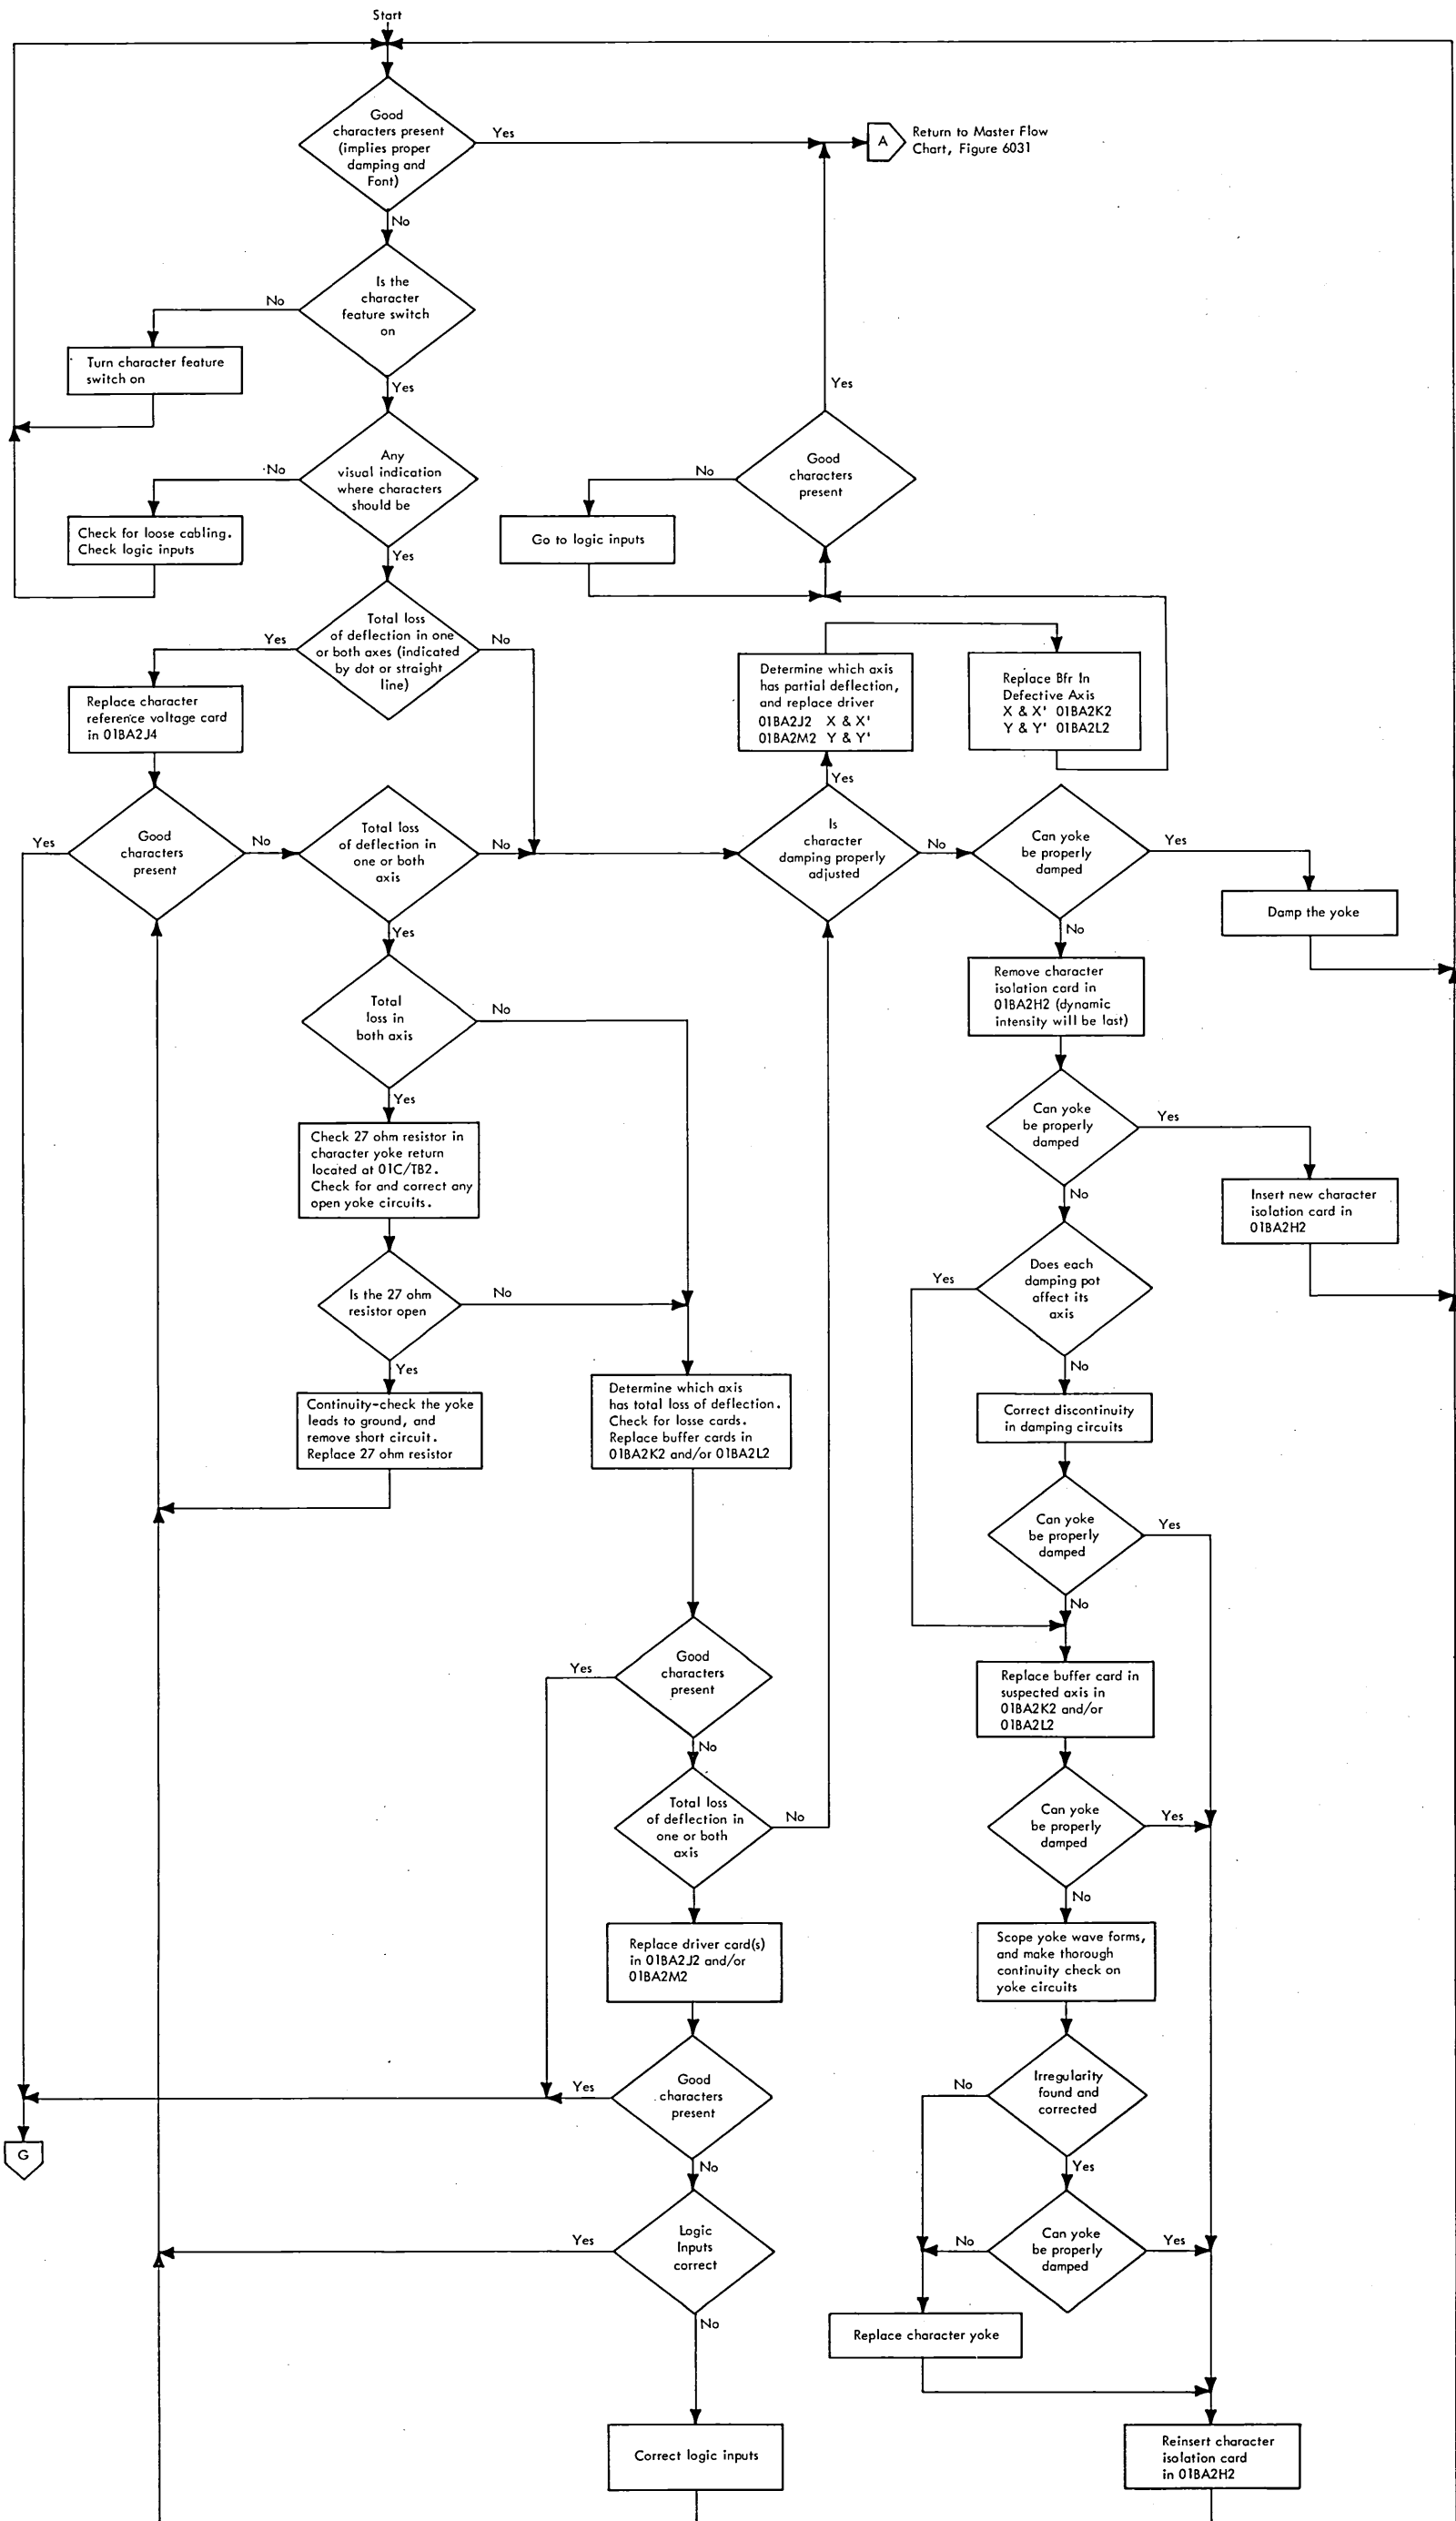 Start
Good
characters present
(implies proper
damping and
Font)
Yes
A
Return to Master Flow
Chart, Figure 6031
No
Is the
character
feature switch
on
No
Turn character feature
switch on
Yes
Any
visual indication
where characters
should be
No
Check for loose cabling.
Check logic inputs
Yes
Good
characters
present
Yes
No
Go to logic inputs
Total loss
of deflection in one
or both axes (indicated
by dot or straight
line)
Yes
No
Replace character
reference voltage card
in 01BA2J4
Determine which axis
has partial deflection,
and replace driver
01BA2J2 X & X'
01BA2M2 Y & Y'
Replace Bfr In
Defective Axis
X & X' 01BA2K2
Y & Y' 01BA2L2
Yes
Good
characters
present
Yes
No
Total loss
of deflection in
one or both
axis
No
Is
character
damping properly
adjusted
No
Can yoke
be properly
damped
Yes
Damp the yoke
Yes
No
Total
loss in
both axis
No
Remove character
isolation card in
01BA2H2 (dynamic
intensity will be last)
Yes
Check 27 ohm resistor in
character yoke return
located at 01C/TB2.
Check for and correct any
open yoke circuits.
Can yoke
be properly
damped
Yes
No
Insert new character
isolation card in
01BA2H2
Is the 27 ohm
resistor open
No
Does each
damping pot
affect its
axis
Yes
No
Yes
Continuity-check the yoke
leads to ground, and
remove short circuit.
Replace 27 ohm resistor
Determine which axis
has total loss of deflection.
Check for losse cards.
Replace buffer cards in
01BA2K2 and/or 01BA2L2
Correct discontinuity
in damping circuits
Can yoke
be properly
damped
Yes
No
Good
characters
present
Yes
No
Replace buffer card in
suspected axis in
01BA2K2 and/or
01BA2L2
Total loss
of deflection in
one or both
axis
No
Can yoke
be properly
damped
Yes
No
Replace driver card(s)
in 01BA2J2 and/or
01BA2M2
Scope yoke wave forms,
and make thorough
continuity check on
yoke circuits
Good
characters
present
Yes
No
Irregularity
found and
corrected
No
Yes
G
Logic
Inputs
correct
Yes
No
Can yoke
be properly
damped
No
Yes
Replace character yoke
Correct logic inputs
Reinsert character
isolation card
in 01BA2H2